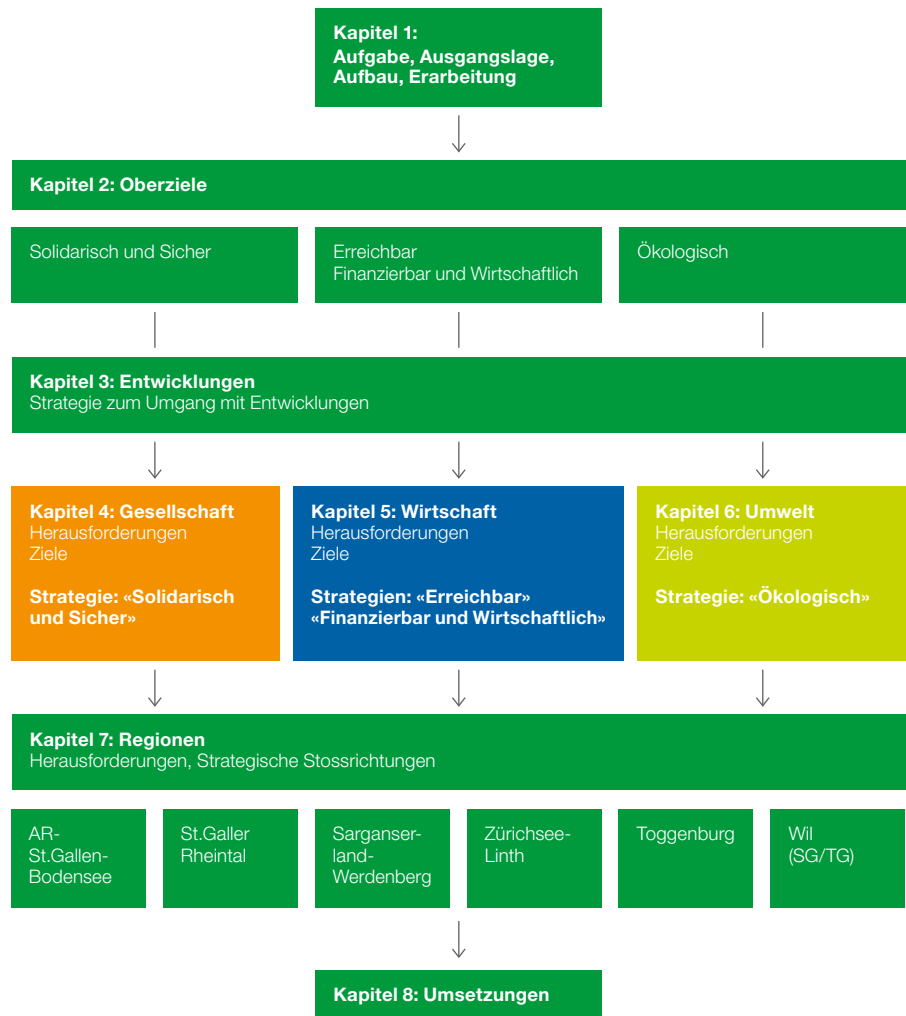 Kapitel 1:
Aufgabe, Ausgangslage,
Aufbau, Erarbeitung
Kapitel 2: Oberziele
Solidarisch und Sicher
Erreichbar
Finanzierbar und Wirtschaftlich
Ökologisch
Kapitel 3: Entwicklungen
Strategie zum Umgang mit Entwicklungen
Kapitel 4: Gesellschaft
Herausforderungen
Ziele
Strategie: «Solidarisch
und Sicher»
Kapitel 5: Wirtschaft
Herausforderungen
Ziele
Strategien: «Erreichbar»
«Finanzierbar und Wirtschaftlich»
Kapitel 6: Umwelt
Herausforderungen
Ziele
Strategie: «Ökologisch»
Kapitel 7: Regionen
Herausforderungen, Strategische Stossrichtungen
AR-
St.Gallen-
Bodensee
St.Galler
Rheintal
Sarganser-
land-
Werdenberg
Zürichsee-
Linth
Toggenburg
Wil
(SG/TG)
Kapitel 8: Umsetzungen